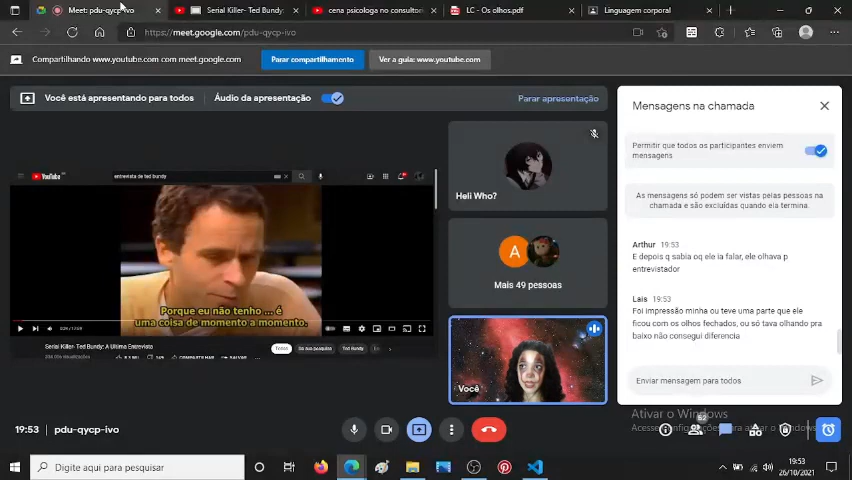 Meet: pdu-qycp-ivo
Serial Killer- Ted Bundy:
cena psicologa no consultori
LC - Os olhos.pdf
Linguagem corporal
https://meet.google.com/pdu-qycp-ivo
Compartilhando www.youtube.com com meet.google.com
Parar compartilhamento
Ver a guia: www.youtube.com
Você está apresentando para todos
Áudio da apresentação
Parar apresentação
Mensagens na chamada
Permitir que todos os participantes enviem
mensagens
As mensagens só podem ser vistas pelas pessoas na
chamada e são excluídas quando ela termina.
Arthur 19:53
E depois q sabia oq ele ia falar, ele olhava p
entrevistador
Lais 19:53
Foi impressão minha ou teve uma parte que ele
ficou com os olhos fechados, ou só tava olhando pra
baixo não consegui diferencia
Enviar mensagem para todos
YouTube
entrevista de ted bundy
Porque eu não tenho ... é
uma coisa de momento a momento.
Serial Killer- Ted Bundy: A Última Entrevista
Todos
Ted Bundy
Heli Who?
A
Mais 49 pessoas
Você
19:53
pdu-qycp-ivo
Ativar o Windows
Digite aqui para pesquisar
19:53
26/10/2021